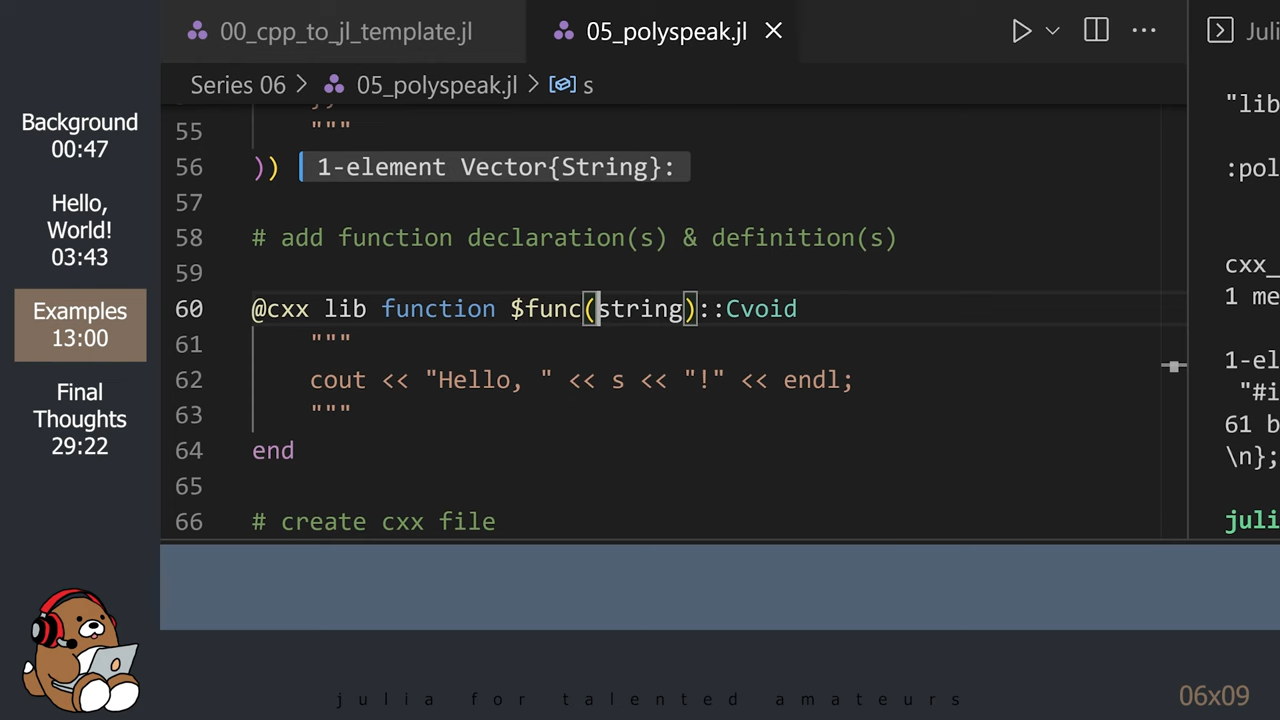 00_cpp_to_jl_template.jl
05_polyspeak.jl
Series 06 > 05_polyspeak.jl > s
Background
00:47
Hello,
World!
03:43
Examples
13:00
Final
Thoughts
29:22
55 """
56 )) 1-element Vector{String}:
57
58 # add function declaration(s) & definition(s)
59
60 @cxx lib function $func(string)::Cvoid
61 """
62 cout << "Hello, " << s << "!" << endl;
63 """
64 end
65
66 # create cxx file
Juli
"lib
:pol
cxx_
1 me
1-el
"#i
61 b
\n};
juli
julia for talented amateurs
06x09